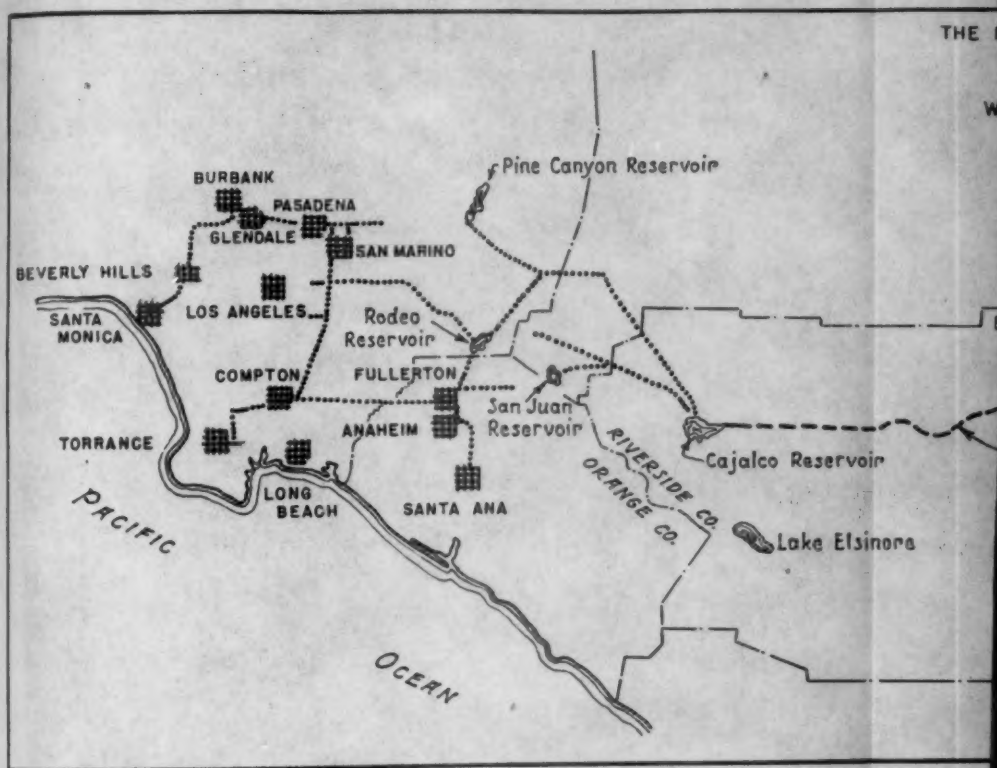 THE
Pine Canyon Reservoir
BURBANK
PASADENA
GLENDALE
SAN MARINO
BEVERLY HILLS
LOS ANGELES
SANTA
MONICA
Rodeo
Reservoir
COMPTON
FULLERTON
San Juan
Reservoir
TORRANCE
ANAHEIM
Cajalco Reservoir
RIVERSIDE CO.
ORANGE CO.
LONG
BEACH
SANTA ANA
PACIFIC
Lake Elsinore
OCEAN